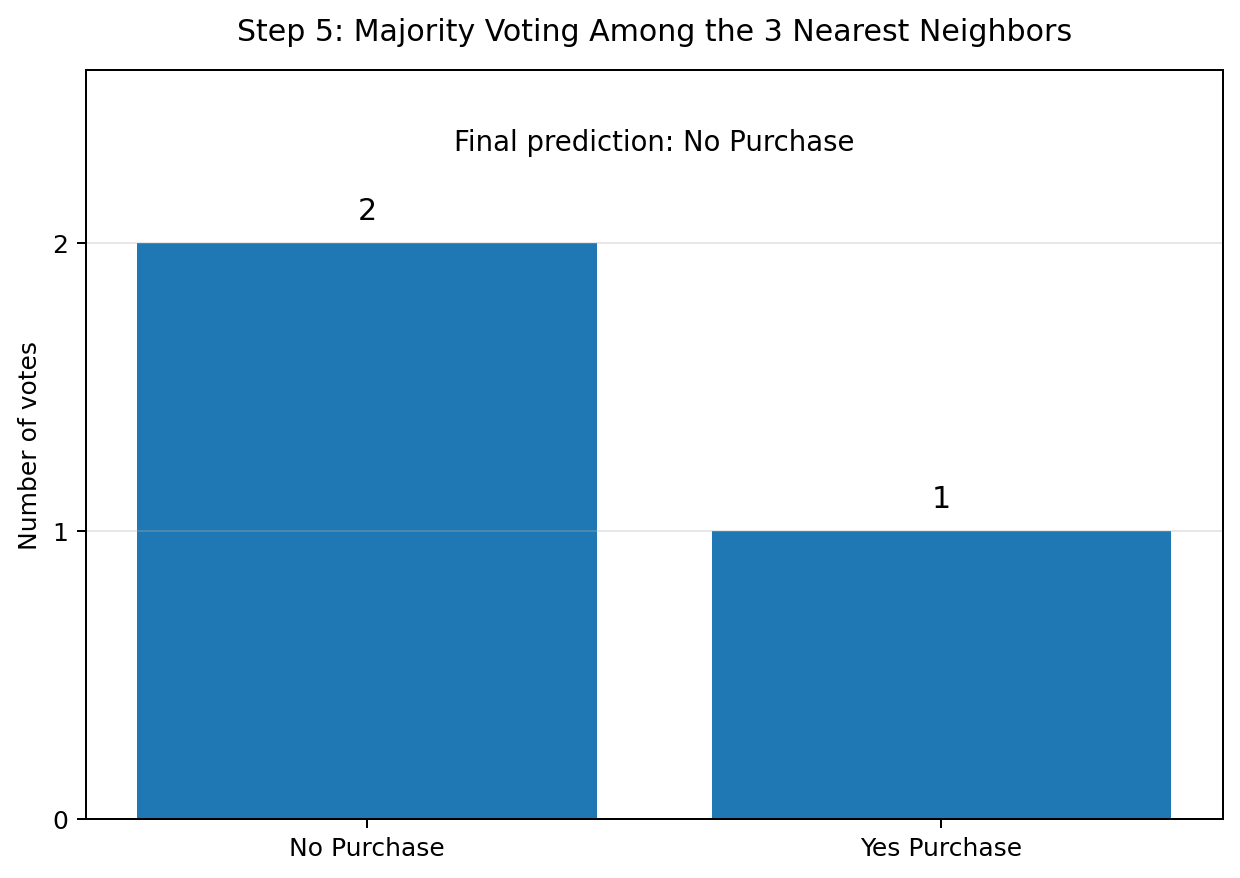 Step 5: Majority Voting Among the 3 Nearest Neighbors
Final prediction: No Purchase
2
1
2
1
0
Number of votes
No Purchase
Yes Purchase